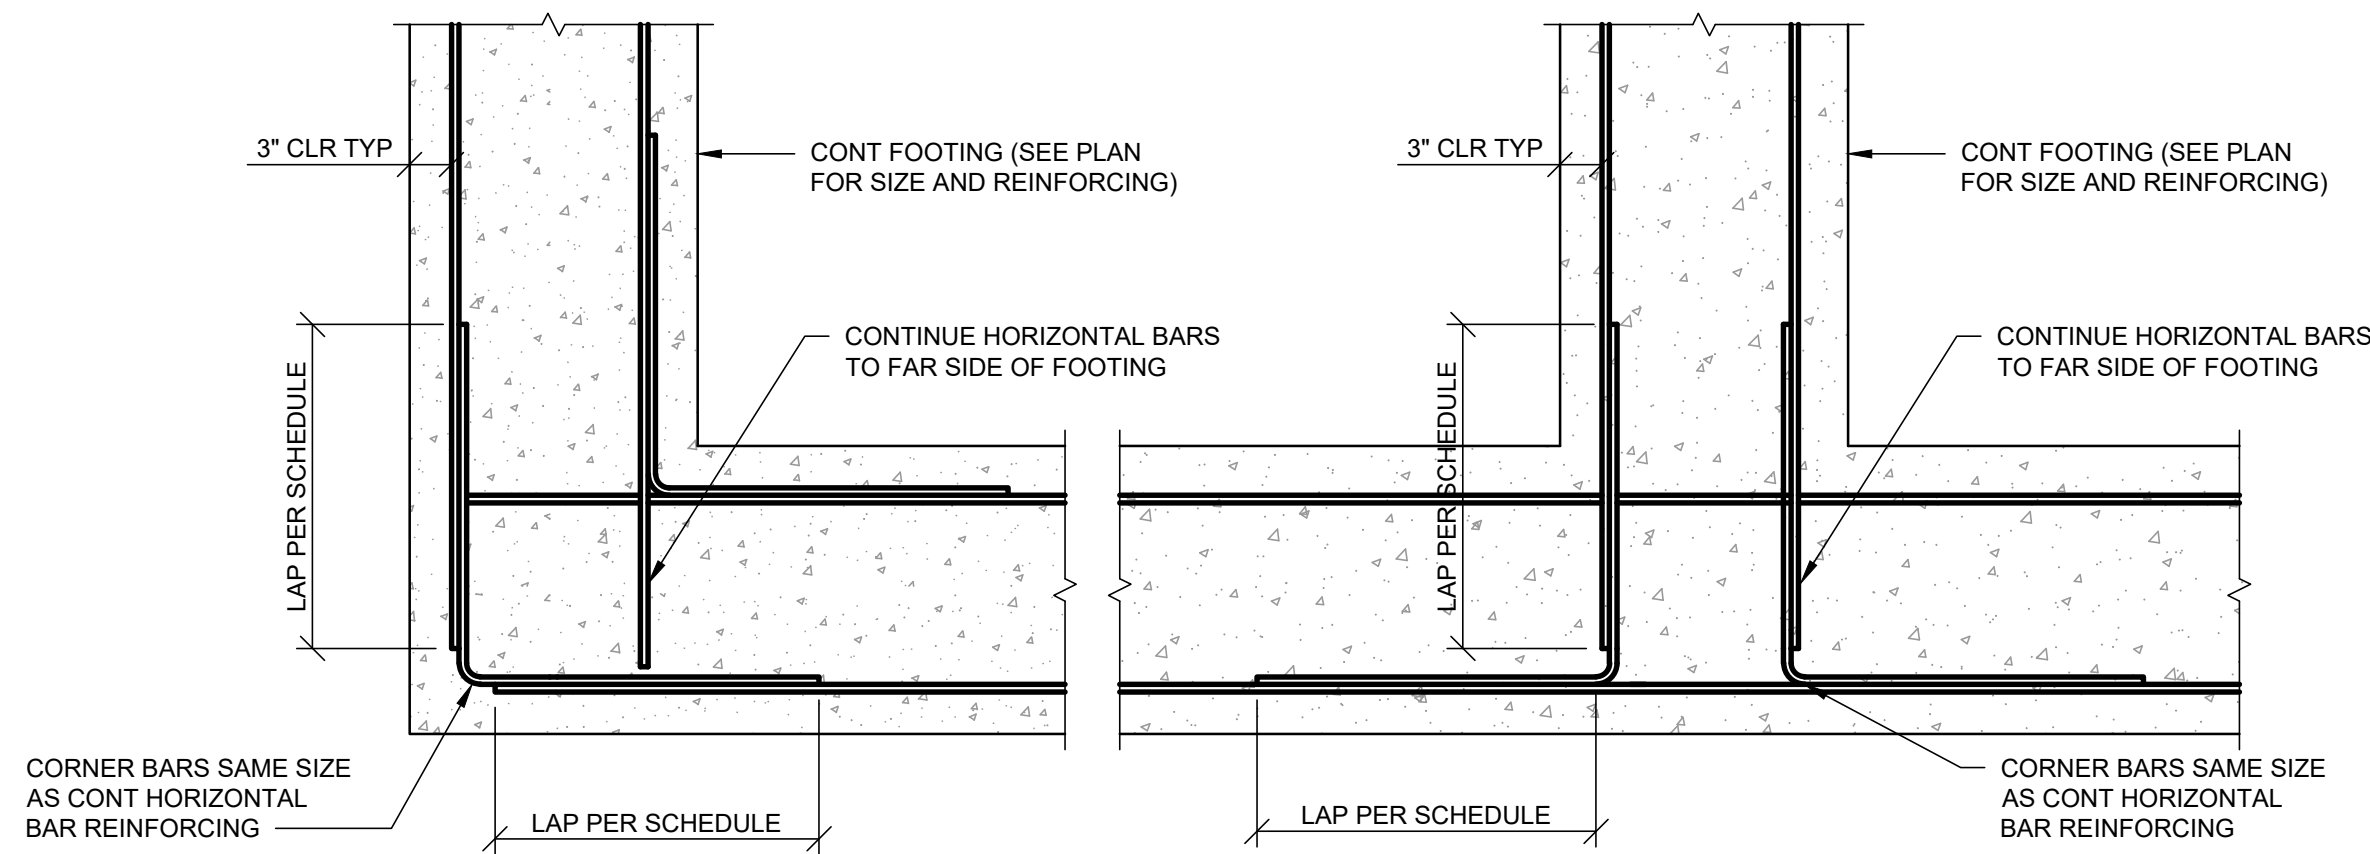 3" CLR TYP
CONT FOOTING (SEE PLAN
FOR SIZE AND REINFORCING)
LAP PER SCHEDULE
CONTINUE HORIZONTAL BARS
TO FAR SIDE OF FOOTING
CORNER BARS SAME SIZE
AS CONT HORIZONTAL
BAR REINFORCING
LAP PER SCHEDULE
3" CLR TYP
CONT FOOTING (SEE PLAN
FOR SIZE AND REINFORCING)
LAP PER SCHEDULE
CONTINUE HORIZONTAL BARS
TO FAR SIDE OF FOOTING
LAP PER SCHEDULE
CORNER BARS SAME SIZE
AS CONT HORIZONTAL
BAR REINFORCING